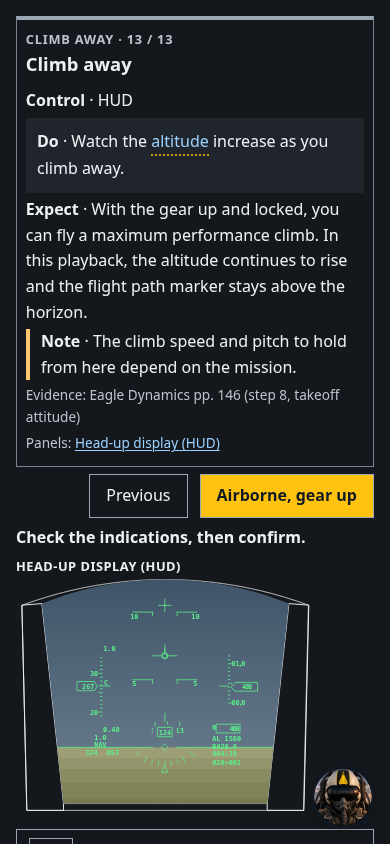 CLIMB AWAY · 13 / 13
Climb away
Control · HUD
Do · Watch the altitude increase as you
climb away.
Expect · With the gear up and locked, you
can fly a maximum performance climb. In
this playback, the altitude continues to rise
and the flight path marker stays above the
horizon.
Note · The climb speed and pitch to hold
from here depend on the mission.
Evidence: Eagle Dynamics pp. 146 (step 8, takeoff
attitude)
Panels: Head-up display (HUD)
Previous
Airborne, gear up
Check the indications, then confirm.
HEAD-UP DISPLAY (HUD)
10 10
1.0
30
01,0
267 C
5 5
430
20
00,0
0.40
124
13
R 400
1.0
AL 1500
NAV